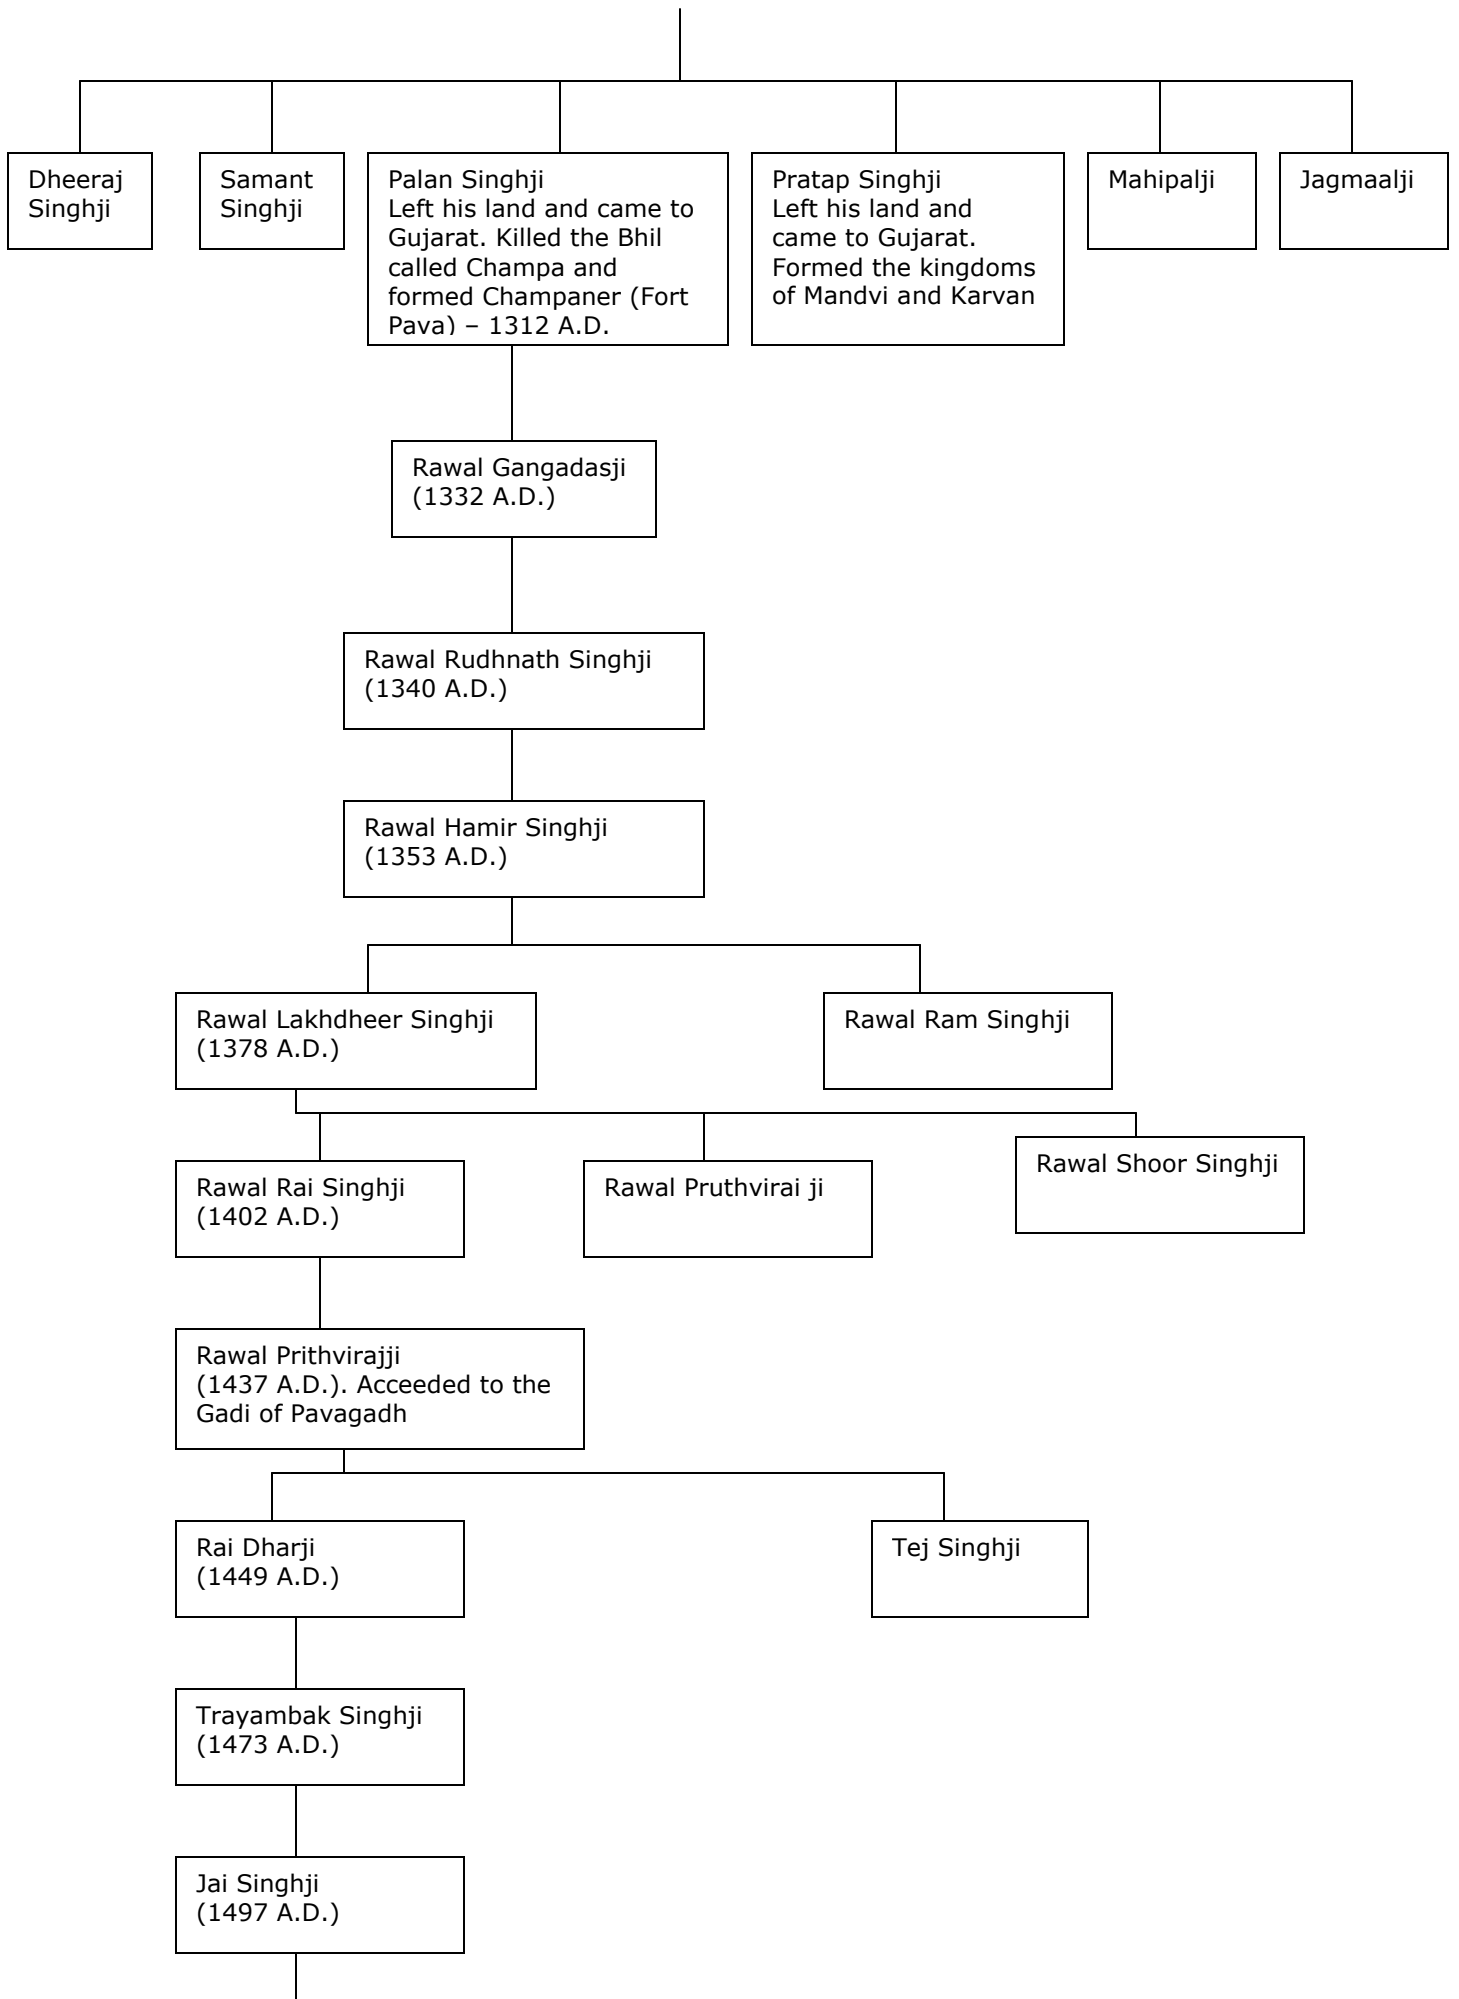 Dheeraj
Singhji
Samant
Singhji
Palan Singhji
Left his land and came to
Gujarat. Killed the Bhil
called Champa and
formed Champaner (Fort
Pava) – 1312 A.D.
Pratap Singhji
Left his land and
came to Gujarat.
Formed the kingdoms
of Mandvi and Karvan
Mahipalji
Jagmaalji
Rawal Gangadasji
(1332 A.D.)
Rawal Rudhnath Singhji
(1340 A.D.)
Rawal Hamir Singhji
(1353 A.D.)
Rawal Lakhdheer Singhji
(1378 A.D.)
Rawal Ram Singhji
Rawal Rai Singhji
(1402 A.D.)
Rawal Pruthvirai ji
Rawal Shoor Singhji
Rawal Prithvirajji
(1437 A.D.). Acceeded to the
Gadi of Pavagadh
Rai Dharji
(1449 A.D.)
Tej Singhji
Trayambak Singhji
(1473 A.D.)
Jai Singhji
(1497 A.D.)